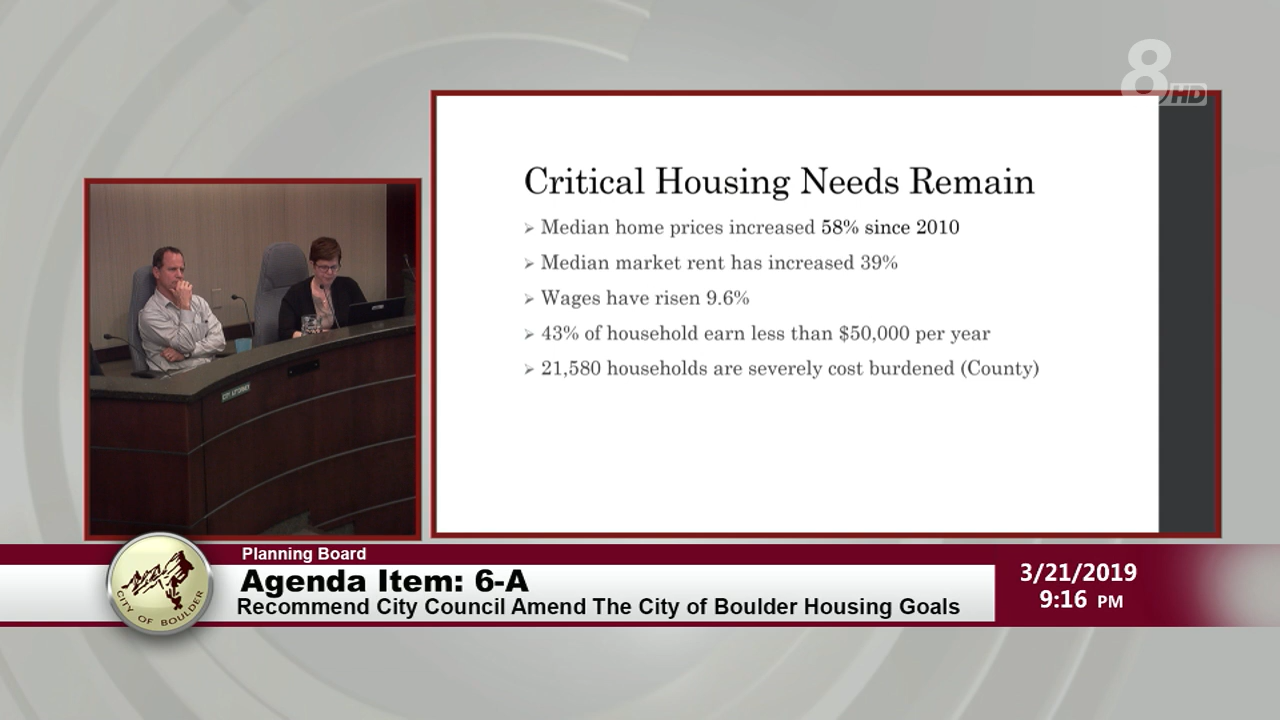 8HD
Critical Housing Needs Remain
➢ Median home prices increased 58% since 2010
➢ Median market rent has increased 39%
➢ Wages have risen 9.6%
➢ 43% of household earn less than $50,000 per year
➢ 21,580 households are severely cost burdened (County)
CITY ATTORNEY
Planning Board
Agenda Item: 6-A
Recommend City Council Amend The City of Boulder Housing Goals
3/21/2019
9:16 PM
CITY OF BOULDER